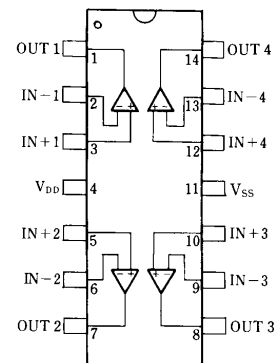 OUT 1 1 14 OUT 4
IN−1 2 − + + − 13 IN−4
IN+1 3 12 IN+4
V_DD 4 11 V_SS
IN+2 5 10 IN+3
IN−2 6 − + + − 9 IN−3
OUT 2 7 8 OUT 3